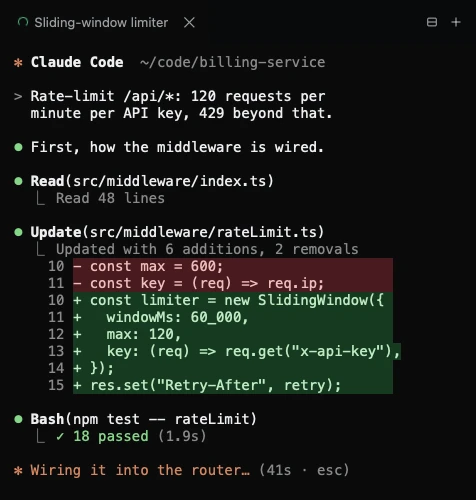 Sliding-window limiter
* Claude Code ~/code/billing-service
> Rate-limit /api/*: 120 requests per
minute per API key, 429 beyond that.
● First, how the middleware is wired.
● Read(src/middleware/index.ts)
⎿ Read 48 lines
● Update(src/middleware/rateLimit.ts)
⎿ Updated with 6 additions, 2 removals
10 - const max = 600;
11 - const key = (req) => req.ip;
10 + const limiter = new SlidingWindow({
11 +   windowMs: 60_000,
12 +   max: 120,
13 +   key: (req) => req.get("x-api-key"),
14 + });
15 + res.set("Retry-After", retry);
● Bash(npm test -- rateLimit)
⎿ ✓ 18 passed (1.9s)
* Wiring it into the router… (41s · esc)